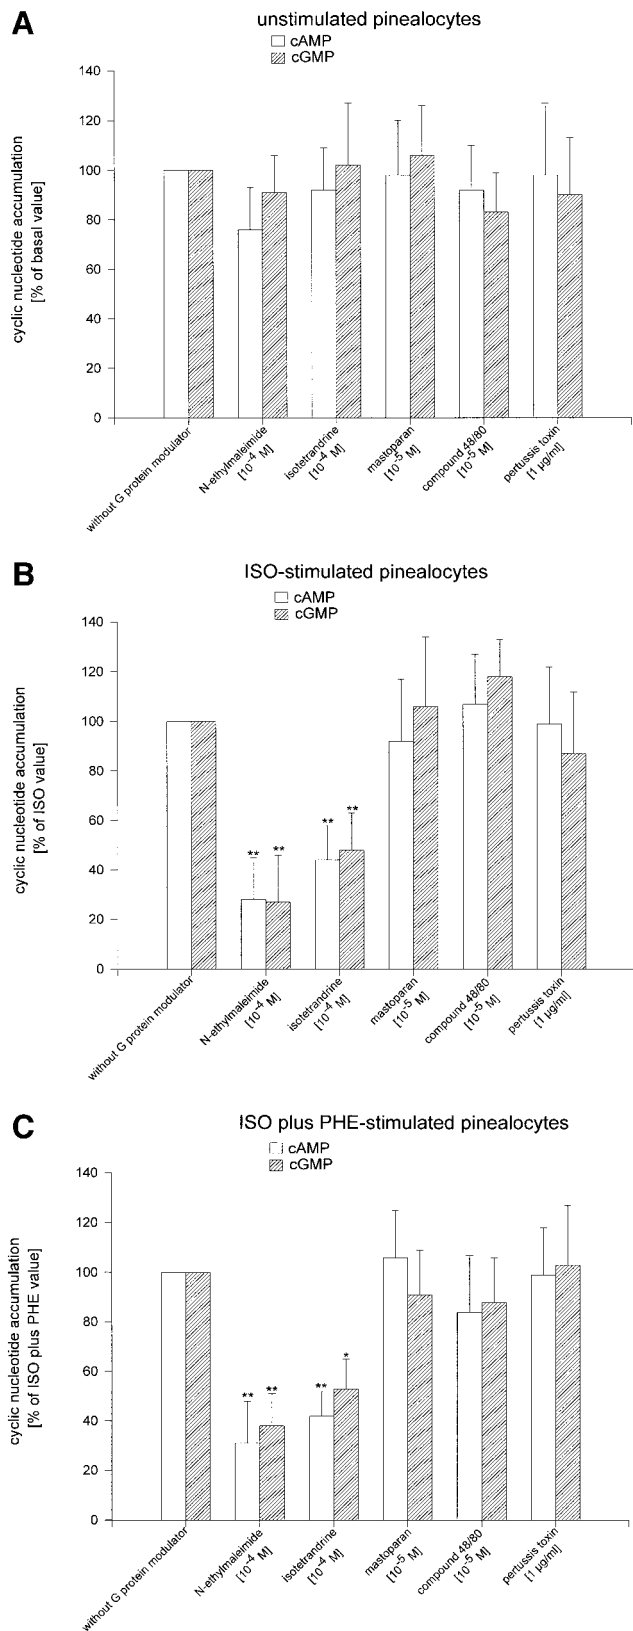 A
unstimulated pinealocytes
cAMP
cGMP
cyclic nucleotide accumulation
[% of basal value]
140
120
100
80
60
40
20
0
without G protein modulator
N-ethylmaleimide
[10⁻⁴ M]
Isotetrandrine
[10⁻⁴ M]
mastoparan
[10⁻⁵ M]
compound 48/80
[10⁻⁵ M]
pertussis toxin
[1 µg/ml]
B
ISO-stimulated pinealocytes
cAMP
cGMP
cyclic nucleotide accumulation
[% of ISO value]
140
120
100
80
60
40
20
0
** ** ** **
without G protein modulator
N-ethylmaleimide
[10⁻⁴ M]
isotetrandrine
[10⁻⁴ M]
mastoparan
[10⁻⁵ M]
compound 48/80
[10⁻⁵ M]
pertussis toxin
[1 µg/ml]
C
ISO plus PHE-stimulated pinealocytes
cAMP
cGMP
cyclic nucleotide accumulation
[% of ISO plus PHE value]
140
120
100
80
60
40
20
0
** ** ** *
without G protein modulator
N-ethylmaleimide
[10⁻⁴ M]
isotetrandrine
[10⁻⁴ M]
mastoparan
[10⁻⁵ M]
compound 48/80
[10⁻⁵ M]
pertussis toxin
[1 µg/ml]